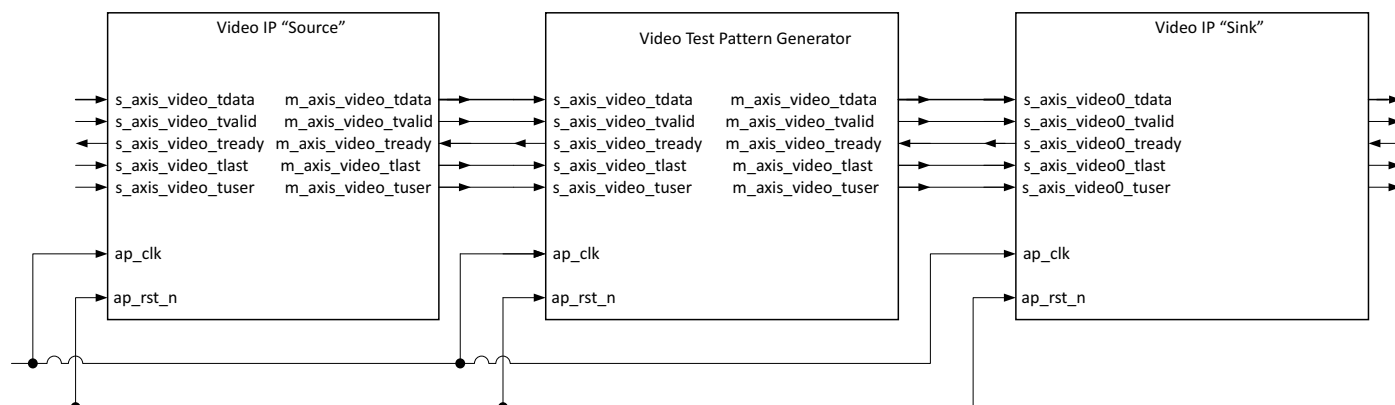 Video IP “Source”
s_axis_video_tdata m_axis_video_tdata
s_axis_video_tvalid m_axis_video_tvalid
s_axis_video_tready m_axis_video_tready
s_axis_video_tlast m_axis_video_tlast
s_axis_video_tuser m_axis_video_tuser
ap_clk
ap_rst_n
Video Test Pattern Generator
s_axis_video_tdata m_axis_video_tdata
s_axis_video_tvalid m_axis_video_tvalid
s_axis_video_tready m_axis_video_tready
s_axis_video_tlast m_axis_video_tlast
s_axis_video_tuser m_axis_video_tuser
ap_clk
ap_rst_n
Video IP “Sink”
s_axis_video0_tdata
s_axis_video0_tvalid
s_axis_video0_tready
s_axis_video0_tlast
s_axis_video0_tuser
ap_clk
ap_rst_n